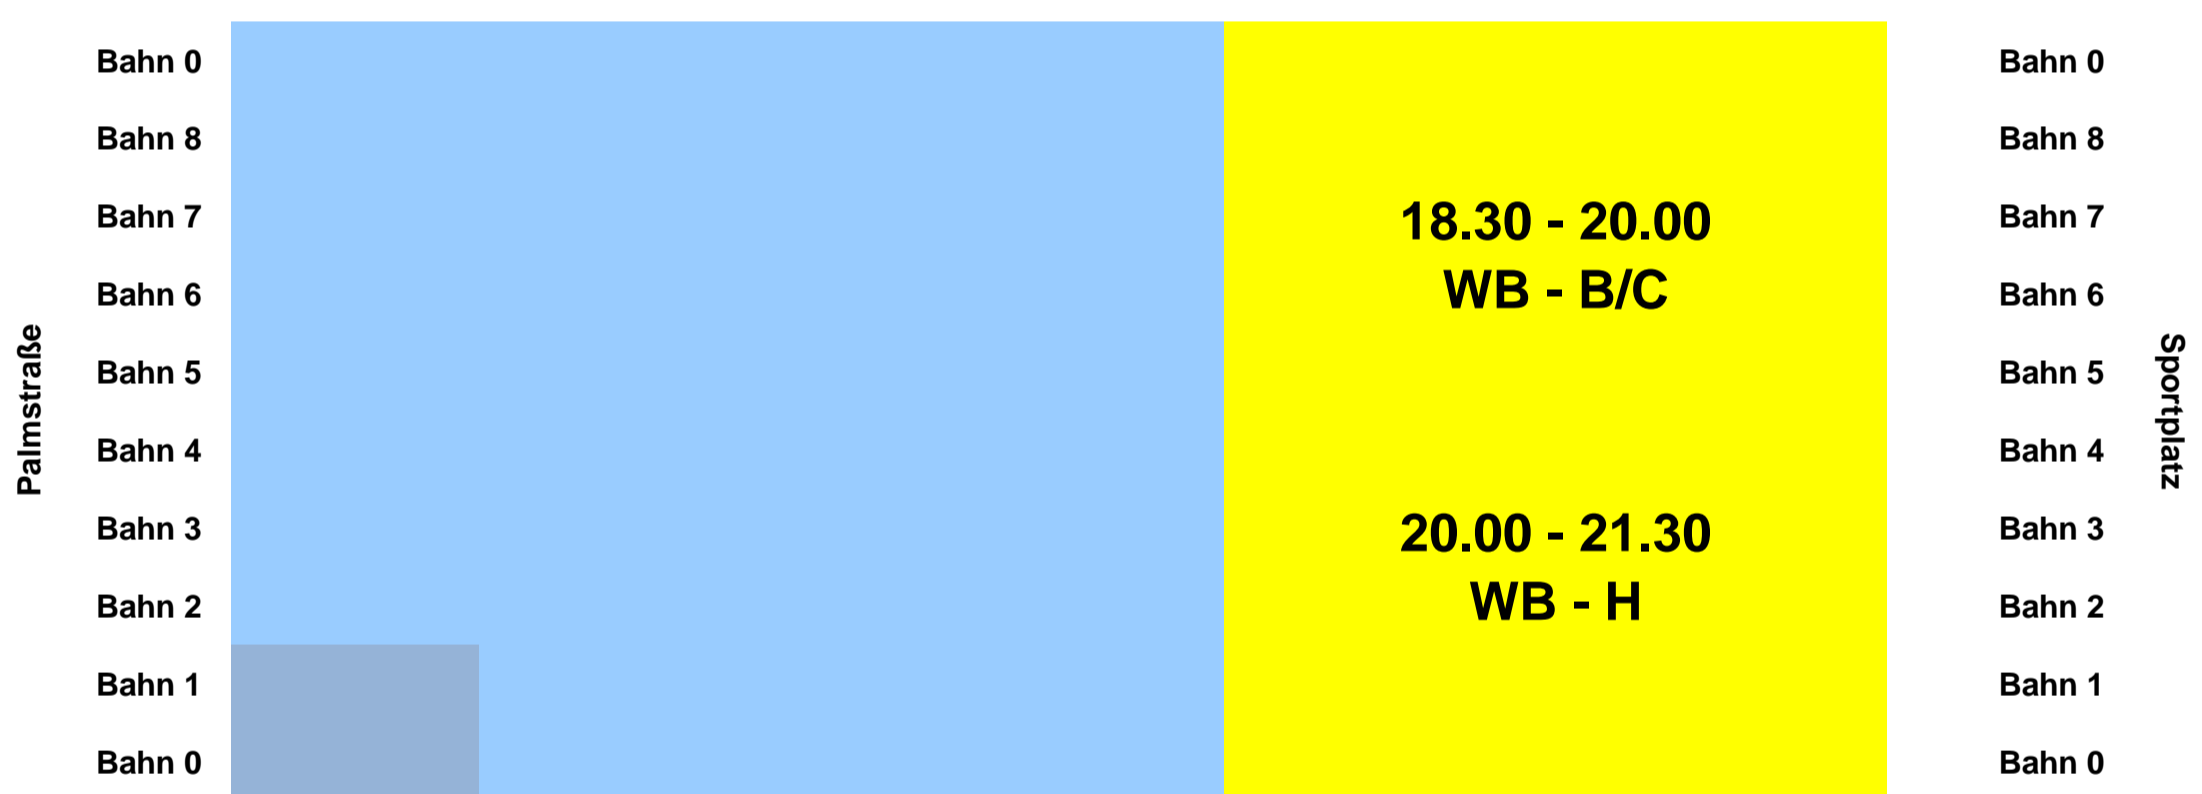 Palmstraße
Bahn 0
Bahn 8
Bahn 7
Bahn 6
Bahn 5
Bahn 4
Bahn 3
Bahn 2
Bahn 1
Bahn 0
18.30 - 20.00
WB - B/C
20.00 - 21.30
WB - H
Bahn 0
Bahn 8
Bahn 7
Bahn 6
Bahn 5
Bahn 4
Bahn 3
Bahn 2
Bahn 1
Bahn 0
Sportplatz